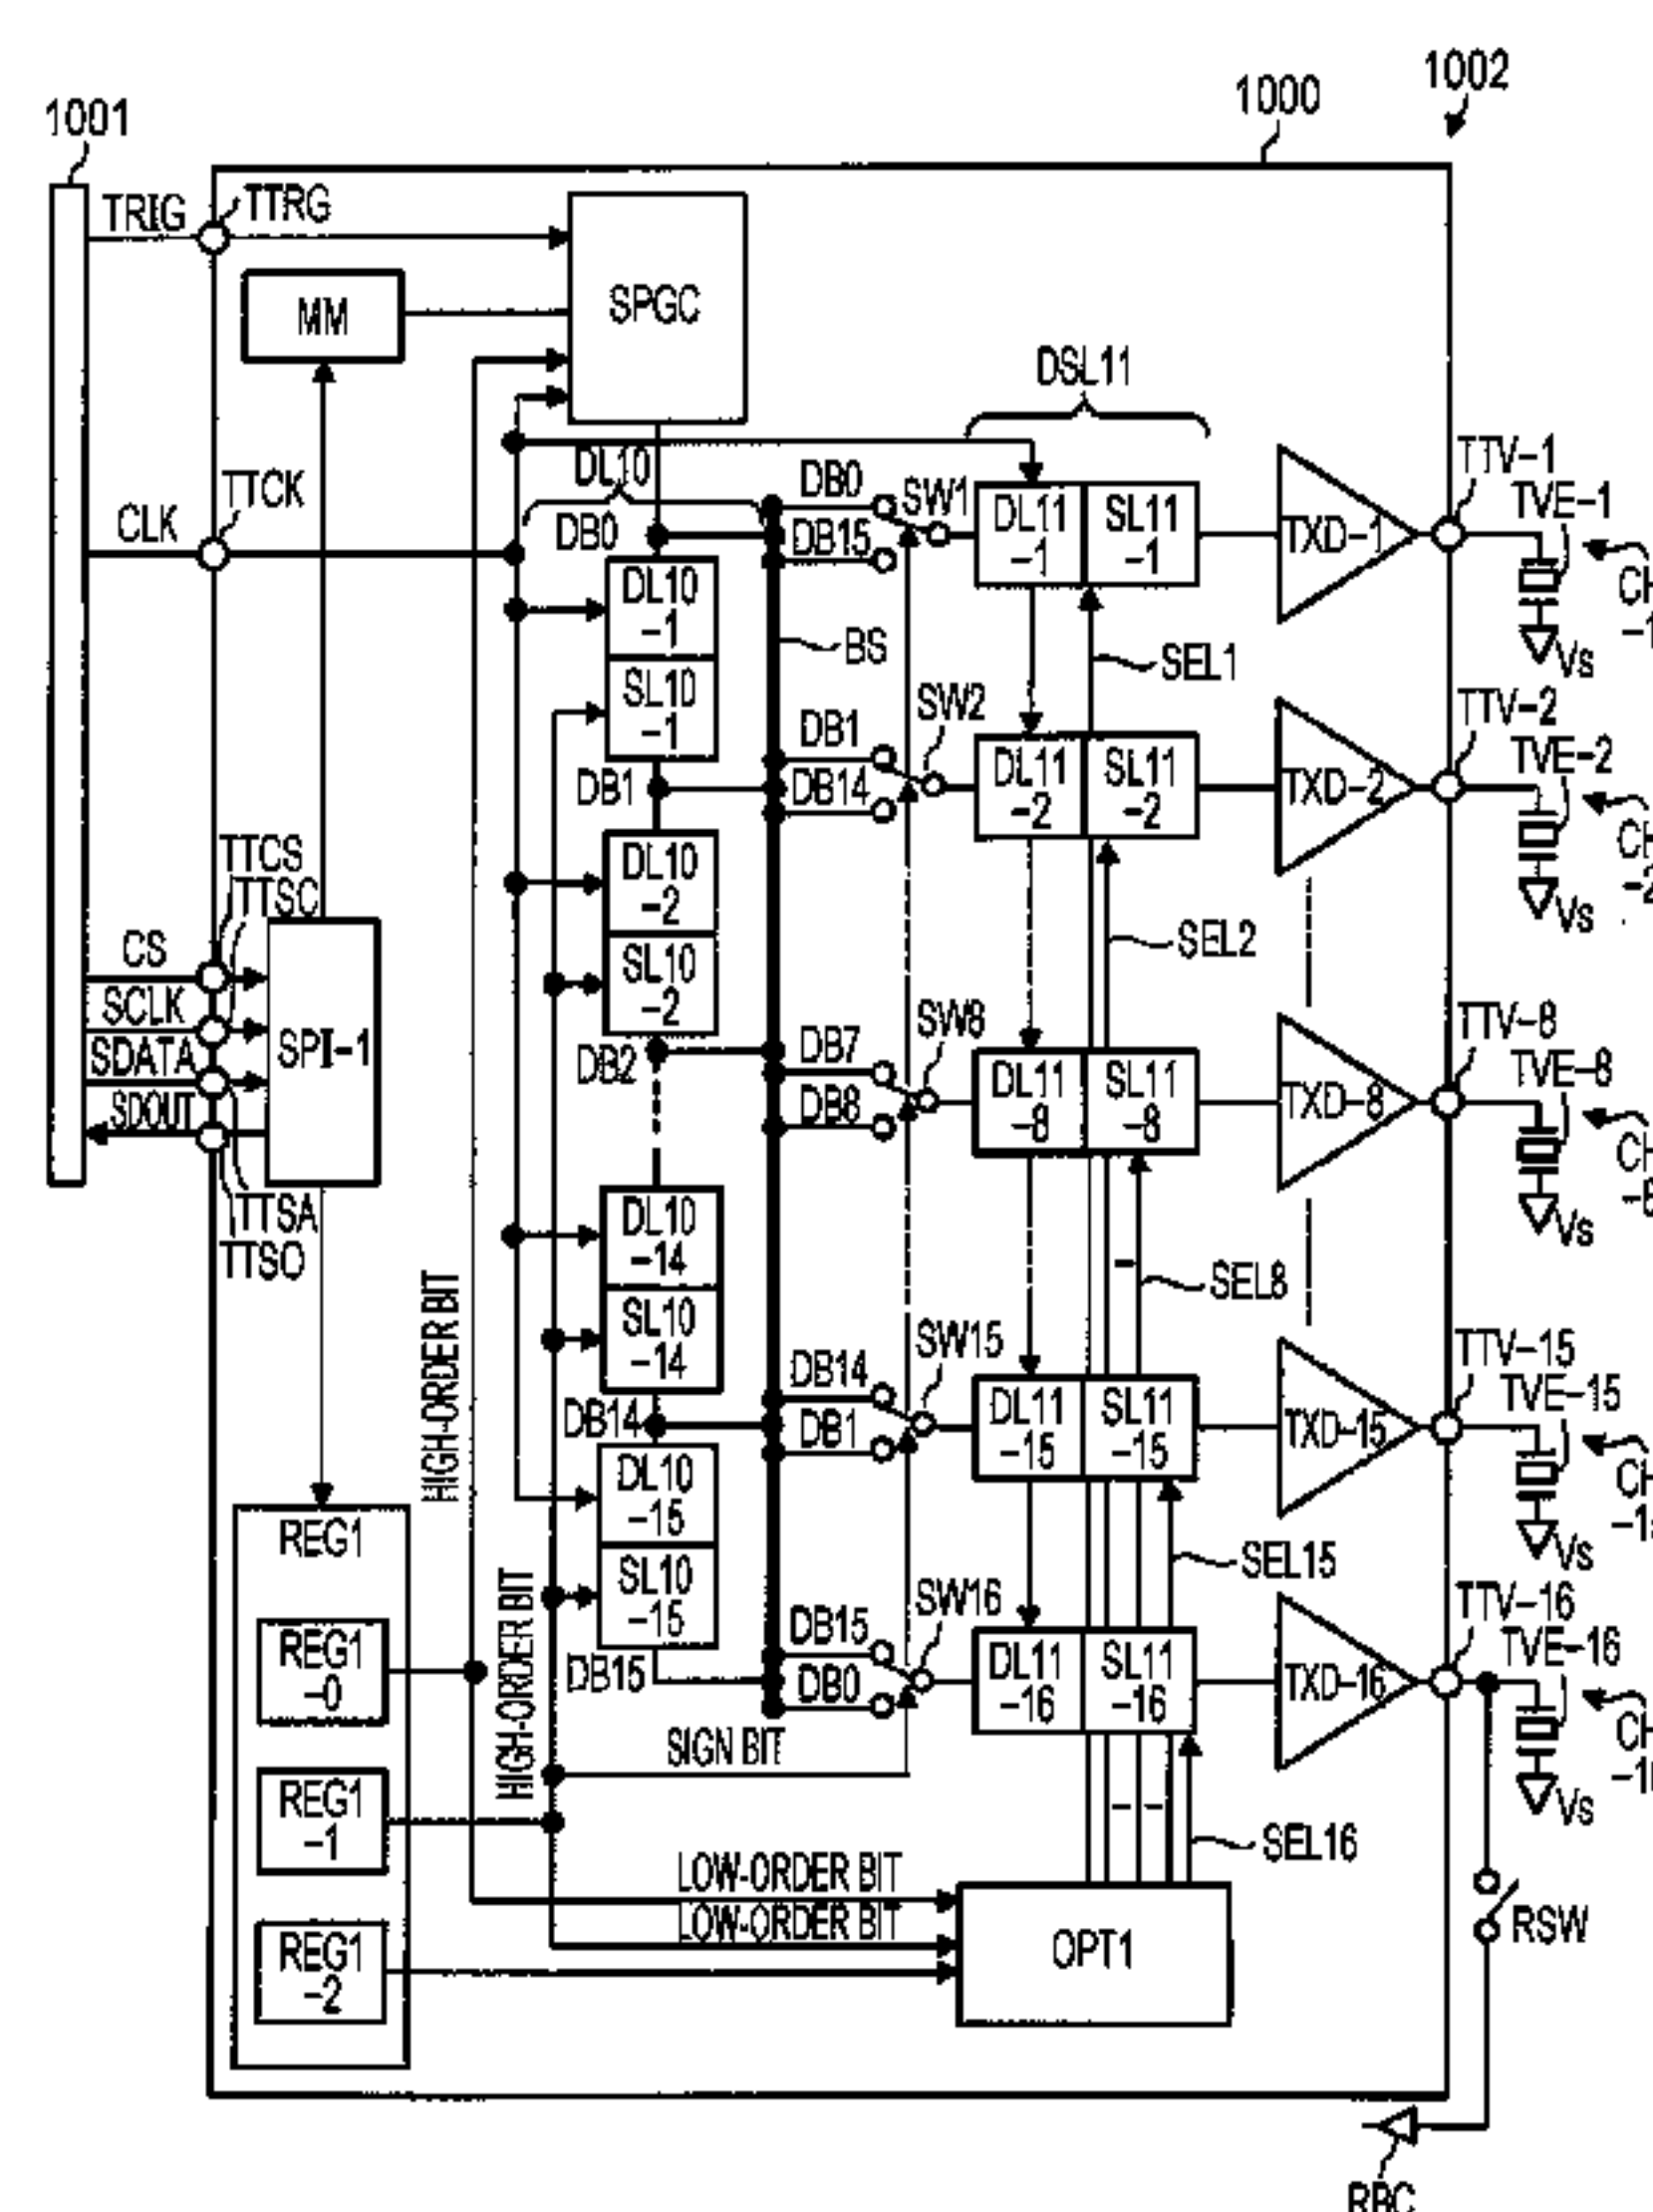 1002
1000
1001
TRIG
TTRG
SPGC
MM
DSL11
DL10
CLK
TTCK
DB0
DB0
DB15
SW1
DL11
-1
SL11
-1
TXD-1
TTV-1
TVE-1
Vs
DL10
-1
SL10
-1
BS
SEL1
DB1
DB1
DB14
SW2
DL11
-2
SL11
-2
TXD-2
TTV-2
TVE-2
Vs
DL10
-2
SL10
-2
SEL2
TTCS
TTSC
CS
SCLK
SDATA
SDOUT
SPI-1
TTSA
TTSO
DB2
DB7
DB8
SW8
DL11
-8
SL11
-8
TXD-8
TTV-8
TVE-8
Vs
DL10
-14
SL10
-14
SEL8
HIGH-ORDER BIT
DB14
DB14
DB1
SW15
DL11
-15
SL11
-15
TXD-15
TTV-15
TVE-15
Vs
DL10
-15
SL10
-15
SEL15
REG1
REG1
-0
HIGH-ORDER BIT
DB15
DB15
DB0
SW16
DL11
-16
SL11
-16
TXD-16
TTV-16
TVE-16
Vs
SIGN BIT
REG1
-1
SEL16
LOW-ORDER BIT
LOW-ORDER BIT
REG1
-2
OPT1
RSW
RBC